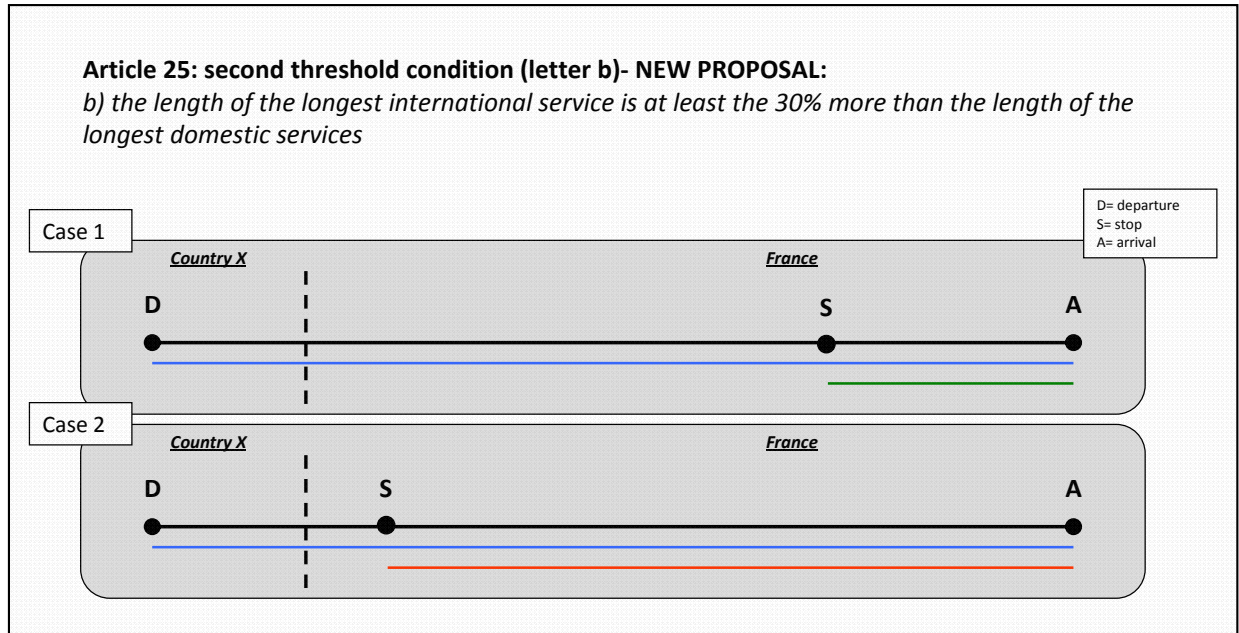 Article 25: second threshold condition (letter b)- NEW PROPOSAL:
b) the length of the longest international service is at least the 30% more than the length of the
longest domestic services
D= departure
S= stop
A= arrival
Case 1
Country X
France
D
S
A
Case 2
Country X
France
D
S
A